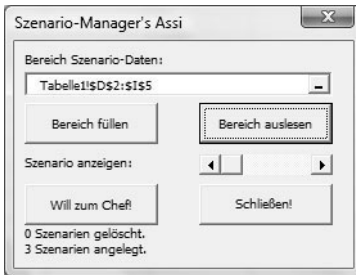 Szenario-Manager's Assi
Bereich Szenario-Daten:
Tabelle1!$D$2:$I$5
Bereich füllen
Bereich auslesen
Szenario anzeigen:
Will zum Chef!
Schließen!
0 Szenarien gelöscht.
3 Szenarien angelegt.